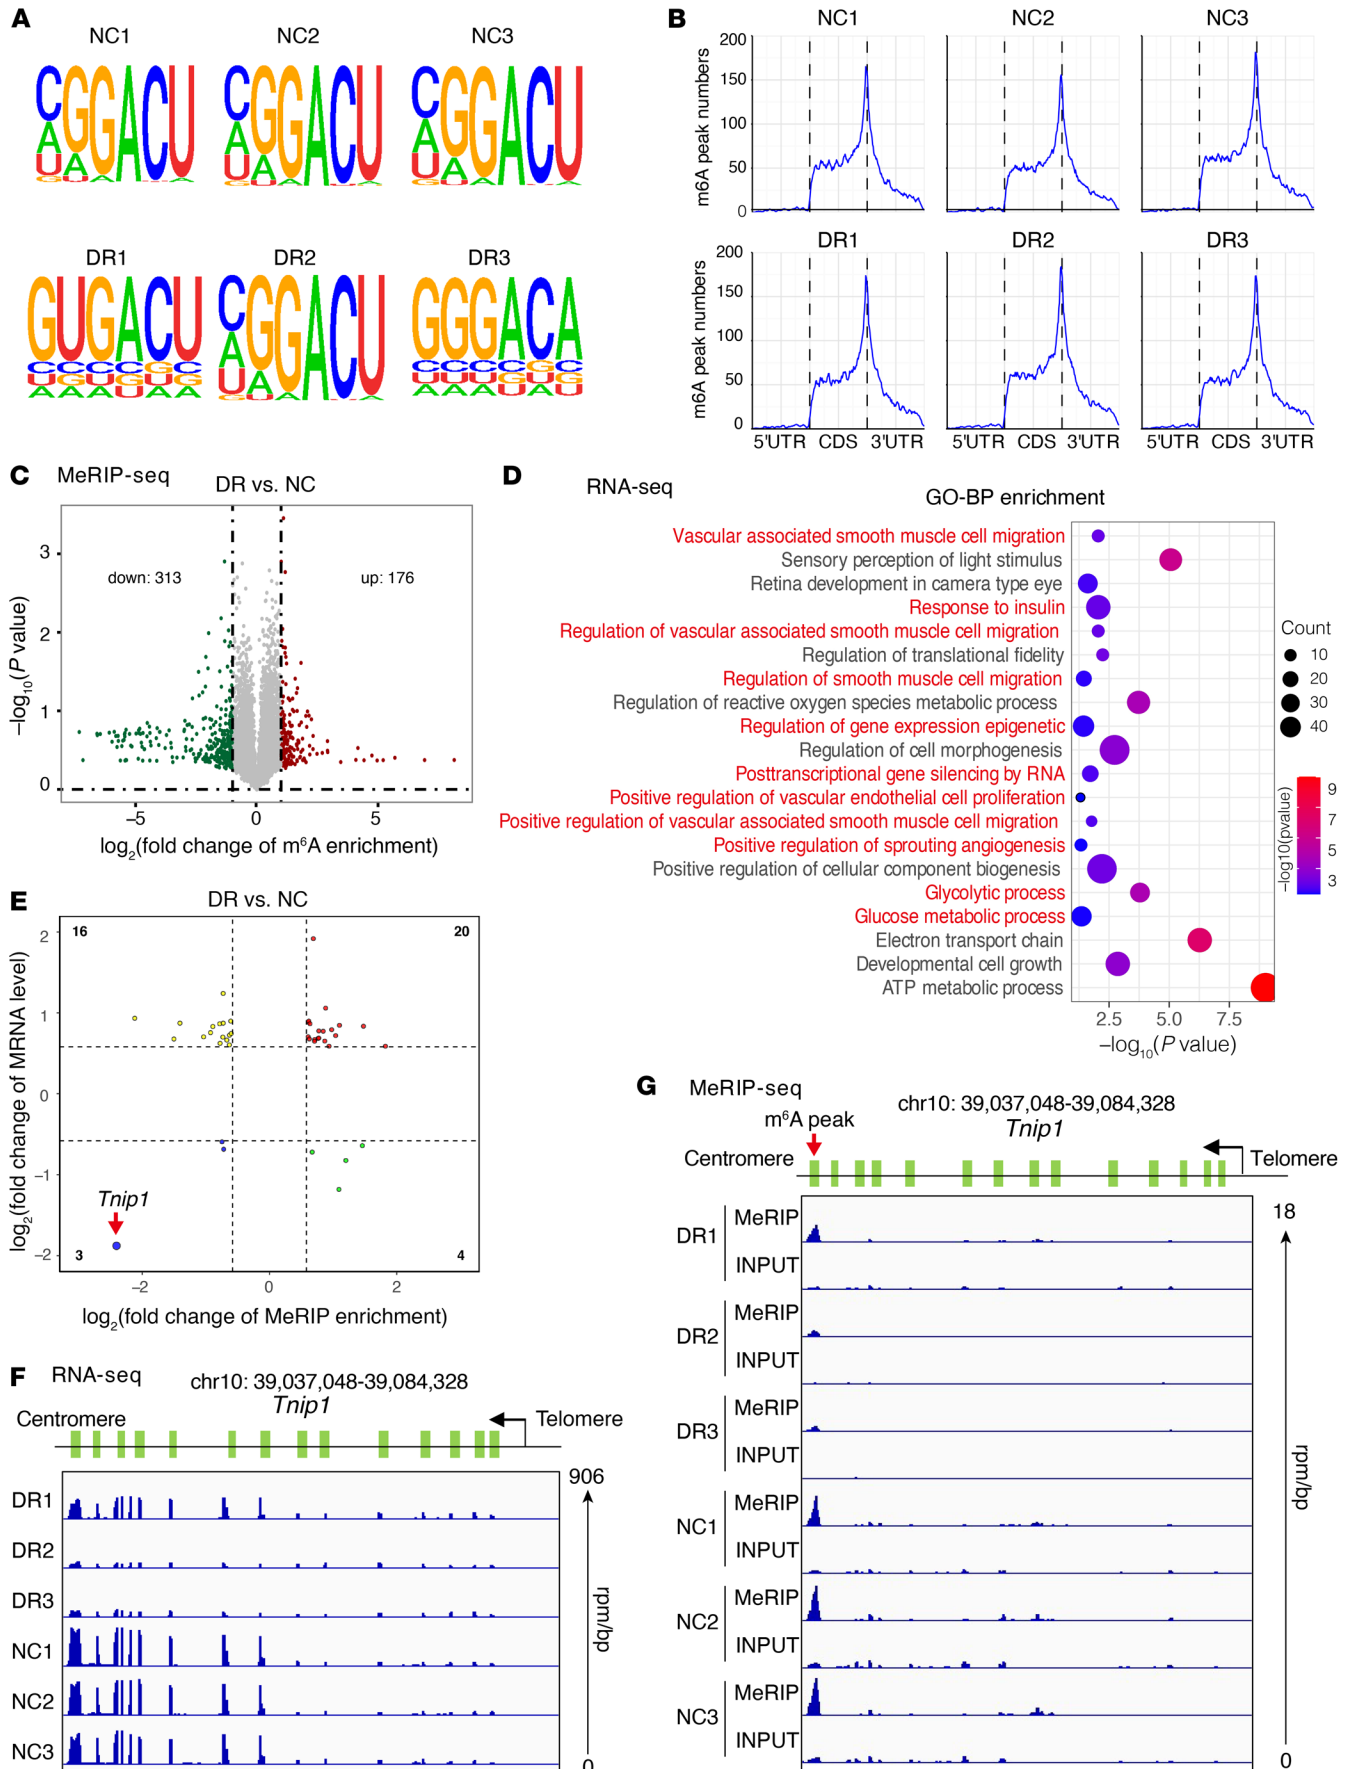 A
NC1
NC2
NC3
CGGACU
AAA
UU
G
DR1
DR2
DR3
GUGACU
CGGACU
GGGACA
B
NC1
NC2
NC3
m6A peak numbers
200
150
100
50
0
DR1
DR2
DR3
m6A peak numbers
200
100
50
0
5'UTR CDS 3'UTR
5'UTR CDS 3'UTR
5'UTR CDS 3'UTR
C
MeRIP-seq
DR vs. NC
down: 313
up: 176
−log10(P value)
3
2
1
0
−5
0
5
log2(fold change of m6A enrichment)
D
RNA-seq
GO-BP enrichment
Vascular associated smooth muscle cell migration
Sensory perception of light stimulus
Retina development in camera type eye
Response to insulin
Regulation of vascular associated smooth muscle cell migration
Regulation of translational fidelity
Regulation of smooth muscle cell migration
Regulation of reactive oxygen species metabolic process
Regulation of gene expression epigenetic
Regulation of cell morphogenesis
Posttranscriptional gene silencing by RNA
Positive regulation of vascular endothelial cell proliferation
Positive regulation of vascular associated smooth muscle cell migration
Positive regulation of sprouting angiogenesis
Positive regulation of cellular component biogenesis
Glycolytic process
Glucose metabolic process
Electron transport chain
Developmental cell growth
ATP metabolic process
2.5
5.0
7.5
−log10(P value)
Count
10
20
30
40
−log10(pvalue)
9
7
5
3
E
DR vs. NC
16
20
3
4
Tnip1
log2(fold change of MRNA level)
2
1
0
−1
−2
−2
0
2
log2(fold change of MeRIP enrichment)
F
RNA-seq
chr10: 39,037,048-39,084,328
Tnip1
Centromere
Telomere
DR1
DR2
DR3
NC1
NC2
NC3
906
rpm/bp
0
G
MeRIP-seq
m6A peak
chr10: 39,037,048-39,084,328
Tnip1
Centromere
Telomere
DR1
MeRIP
INPUT
DR2
MeRIP
INPUT
DR3
MeRIP
INPUT
NC1
MeRIP
INPUT
NC2
MeRIP
INPUT
NC3
MeRIP
INPUT
18
rpm/bp
0